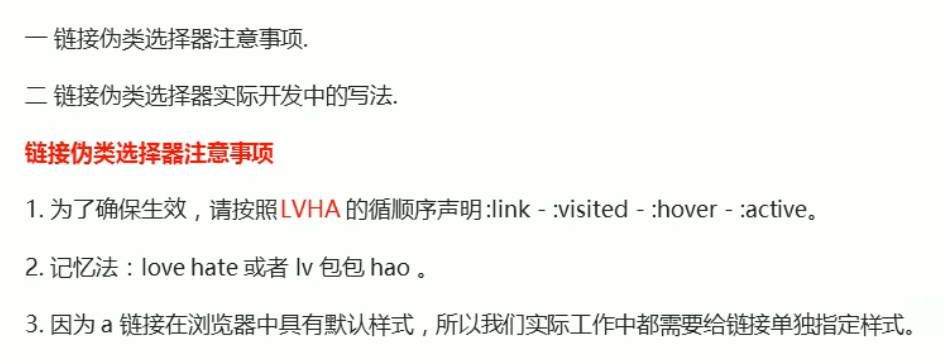 一 链接伪类选择器注意事项.
二 链接伪类选择器实际开发中的写法.
链接伪类选择器注意事项
1. 为了确保生效，请按照 LVHA 的循顺序声明 :link - :visited - :hover - :active。
2. 记忆法：love hate 或者 lv 包包 hao 。
3. 因为 a 链接在浏览器中具有默认样式，所以我们实际工作中都需要给链接单独指定样式。